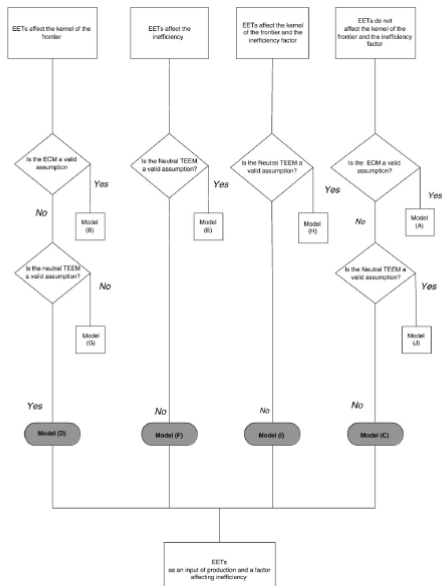 EETs affect the kernel of the
frontier
EETs affect the
inefficiency
EETs affect the kernel
of the frontier and the
inefficiency factor
EETs do not
affect the kernel of the
frontier and the inefficiency
factor
Is the ECM a valid
assumption
Yes
No
Model
(B)
Is the neutral TEEM
a valid assumption?
No
Model
(G)
Yes
Model (D)
Is the Neutral TEEM
a valid assumption?
Yes
Model
(E)
No
Model (F)
Is the Neutral TEEM a
valid assumption?
Yes
Model
(H)
No
Model (I)
Is the ECM a valid
assumption?
Yes
No
Model
(A)
Is the Neutral TEEM a
valid assumption?
Yes
Model
(J)
No
Model (C)
EETs
as an input of production and a factor
affecting inefficiency